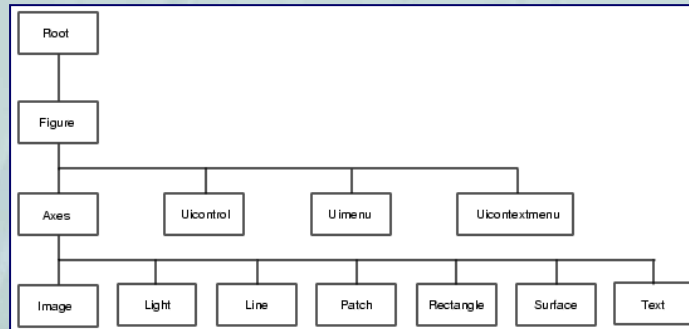 Root
Figure
Axes
Uicontrol
Uimenu
Uicontextmenu
Image
Light
Line
Patch
Rectangle
Surface
Text